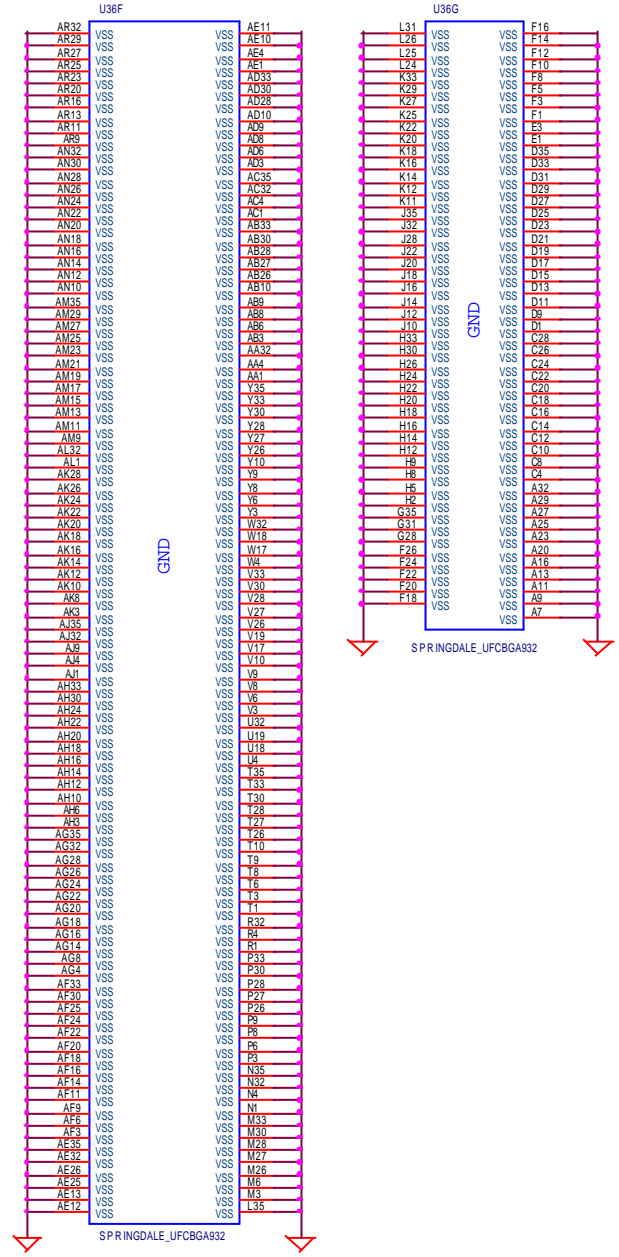 U36F
AR32 VSS VSS AE11
AR29 VSS VSS AE10
AR27 VSS VSS AE4
AR25 VSS VSS AE1
AR23 VSS VSS AD33
AR20 VSS VSS AD30
AR16 VSS VSS AD28
AR13 VSS VSS AD10
AR11 VSS VSS AD9
AR9 VSS VSS AD8
AN32 VSS VSS AD6
AN30 VSS VSS AD3
AN28 VSS VSS AC35
AN26 VSS VSS AC32
AN24 VSS VSS AC4
AN22 VSS VSS AC1
AN20 VSS VSS AB33
AN18 VSS VSS AB30
AN16 VSS VSS AB28
AN14 VSS VSS AB27
AN12 VSS VSS AB26
AN10 VSS VSS AB10
AM35 VSS VSS AB9
AM29 VSS VSS AB8
AM27 VSS VSS AB6
AM25 VSS VSS AB3
AM23 VSS VSS AA32
AM21 VSS VSS AA4
AM19 VSS VSS AA1
AM17 VSS VSS Y35
AM15 VSS VSS Y33
AM13 VSS VSS Y30
AM11 VSS VSS Y28
AM9 VSS VSS Y27
AL32 VSS VSS Y26
AL1 VSS VSS Y10
AK28 VSS VSS Y9
AK26 VSS VSS Y8
AK24 VSS VSS Y6
AK22 VSS VSS Y3
AK20 VSS VSS W32
AK18 VSS VSS W18
AK16 VSS VSS W17
AK14 VSS VSS W4
AK12 VSS VSS V33
AK10 VSS VSS V30
AK8 VSS VSS V28
AK3 VSS VSS V27
AJ35 VSS VSS V26
AJ32 VSS VSS V19
AJ9 VSS VSS V17
AJ4 VSS VSS V10
AJ1 VSS VSS V9
AH33 VSS VSS V8
AH30 VSS VSS V6
AH24 VSS VSS V3
AH22 VSS VSS U32
AH20 VSS VSS U19
AH18 VSS VSS U18
AH16 VSS VSS U4
AH14 VSS VSS T35
AH12 VSS VSS T33
AH10 VSS VSS T30
AH6 VSS VSS T28
AH3 VSS VSS T27
AG35 VSS VSS T26
AG32 VSS VSS T10
AG28 VSS VSS T9
AG26 VSS VSS T8
AG24 VSS VSS T6
AG22 VSS VSS T3
AG20 VSS VSS T1
AG18 VSS VSS R32
AG16 VSS VSS R4
AG14 VSS VSS R1
AG8 VSS VSS P33
AG4 VSS VSS P30
AF33 VSS VSS P28
AF30 VSS VSS P27
AF25 VSS VSS P26
AF24 VSS VSS P9
AF22 VSS VSS P8
AF20 VSS VSS P6
AF18 VSS VSS P3
AF16 VSS VSS N35
AF14 VSS VSS N32
AF11 VSS VSS N4
AF9 VSS VSS N1
AF6 VSS VSS M33
AF3 VSS VSS M30
AE35 VSS VSS M28
AE32 VSS VSS M27
AE26 VSS VSS M26
AE25 VSS VSS M6
AE13 VSS VSS M3
AE12 VSS VSS L35
GND
SPRINGDALE_UFCBGA932
U36G
L31 VSS VSS F16
L26 VSS VSS F14
L25 VSS VSS F12
L24 VSS VSS F10
K33 VSS VSS F8
K29 VSS VSS F5
K27 VSS VSS F3
K25 VSS VSS F1
K22 VSS VSS E3
K20 VSS VSS E1
K18 VSS VSS D35
K16 VSS VSS D33
K14 VSS VSS D31
K12 VSS VSS D29
K11 VSS VSS D27
J35 VSS VSS D25
J32 VSS VSS D23
J28 VSS VSS D21
J22 VSS VSS D19
J20 VSS VSS D17
J18 VSS VSS D15
J16 VSS VSS D13
J14 VSS VSS D11
J12 VSS VSS D9
J10 VSS VSS D1
H33 VSS VSS C28
H30 VSS VSS C26
H26 VSS VSS C24
H24 VSS VSS C22
H22 VSS VSS C20
H20 VSS VSS C18
H18 VSS VSS C16
H16 VSS VSS C14
H14 VSS VSS C12
H12 VSS VSS C10
H9 VSS VSS C8
H8 VSS VSS C4
H5 VSS VSS A32
H2 VSS VSS A29
G35 VSS VSS A27
G31 VSS VSS A25
G28 VSS VSS A23
F26 VSS VSS A20
F24 VSS VSS A16
F22 VSS VSS A13
F20 VSS VSS A11
F18 VSS VSS A9
VSS A7
GND
SPRINGDALE_UFCBGA932